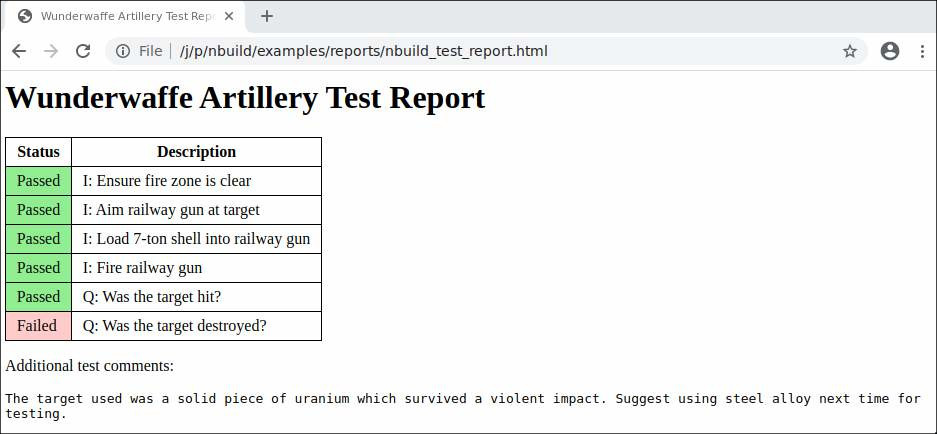 Wunderwaffe Artillery Test Repo
File /j/p/nbuild/examples/reports/nbuild_test_report.html
Wunderwaffe Artillery Test Report
Status Description
Passed I: Ensure fire zone is clear
Passed I: Aim railway gun at target
Passed I: Load 7-ton shell into railway gun
Passed I: Fire railway gun
Passed Q: Was the target hit?
Failed Q: Was the target destroyed?
Additional test comments:
The target used was a solid piece of uranium which survived a violent impact. Suggest using steel alloy next time for
testing.